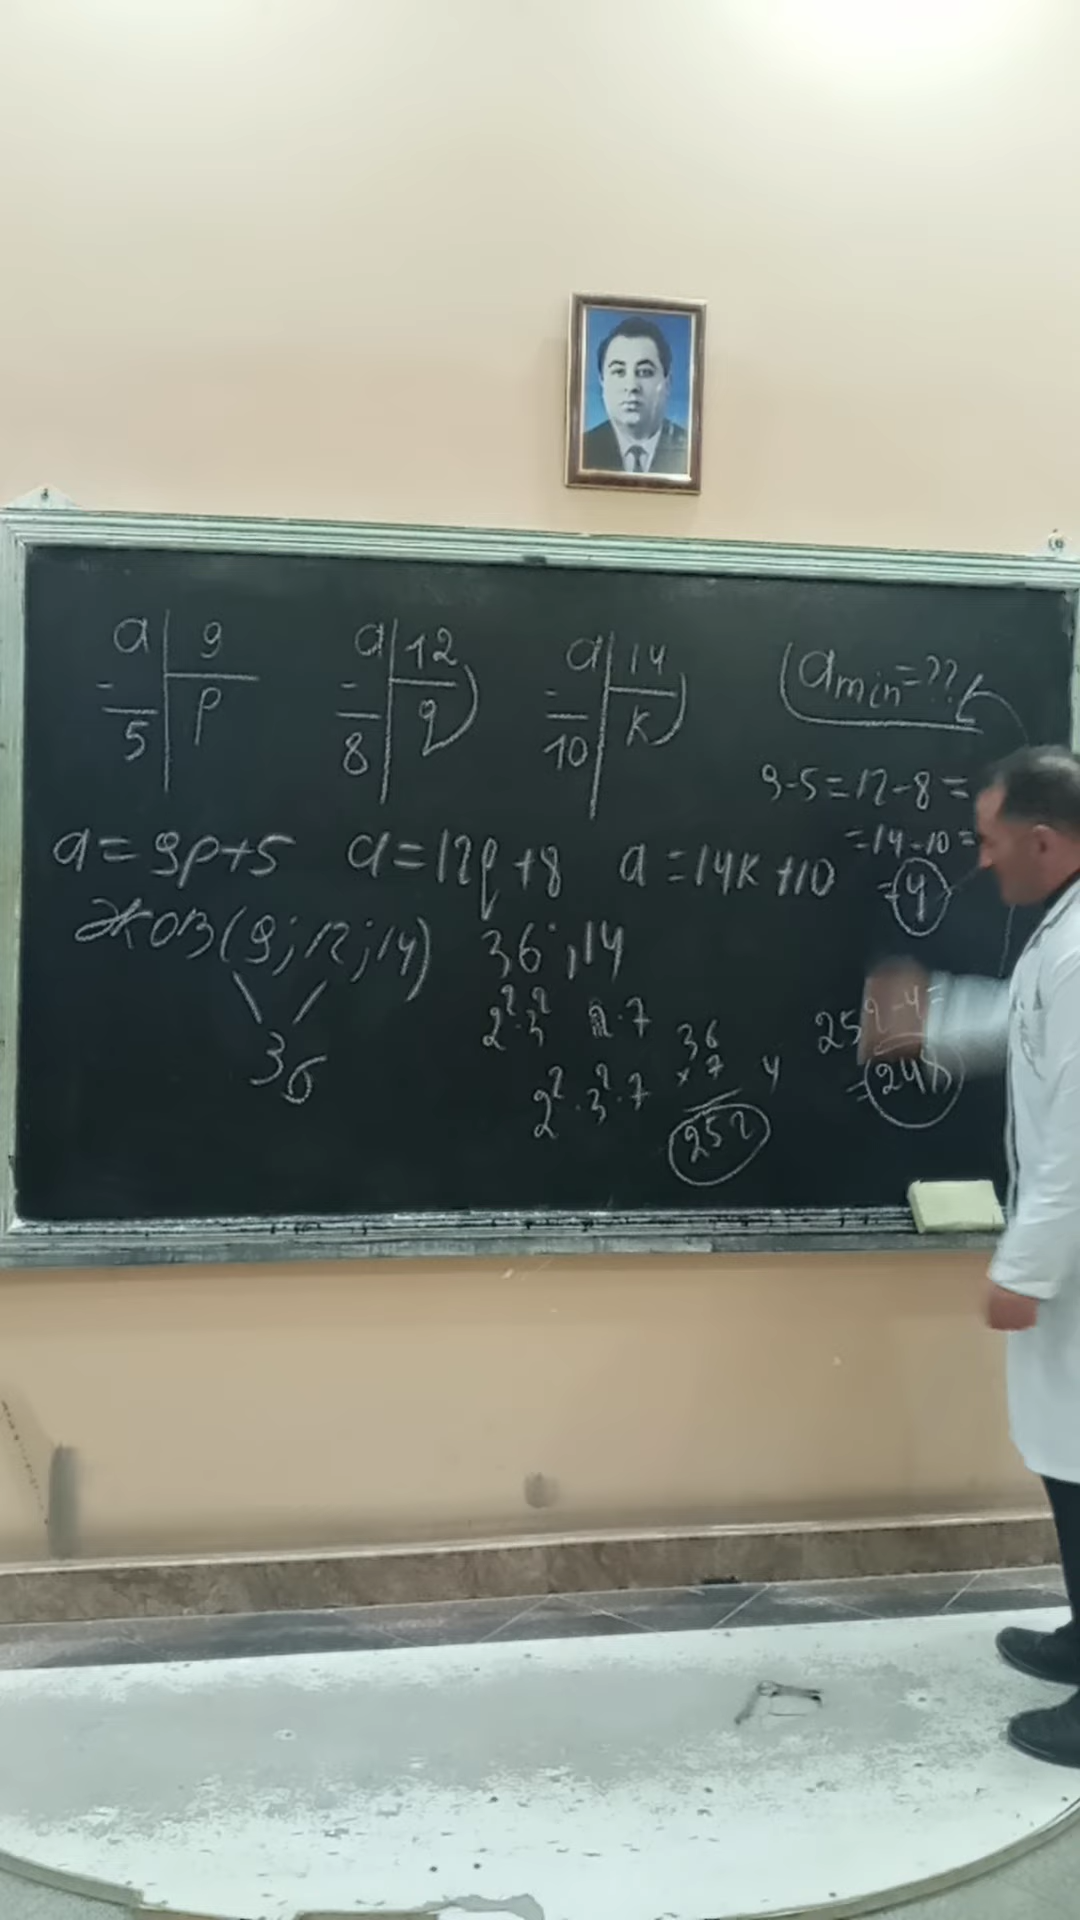 a 9
- p
5
a 12
- q
8
a 14
- k
10
a min = ??
9-5=12-8=
=14-10=
=4
a=9p+5 a=12q+8 a=14k+10
ƏKOB(9;12;14) 36;14
36
2²·3² 2·7
2²·3²·7
36
×7
252
4
252-4=
=248